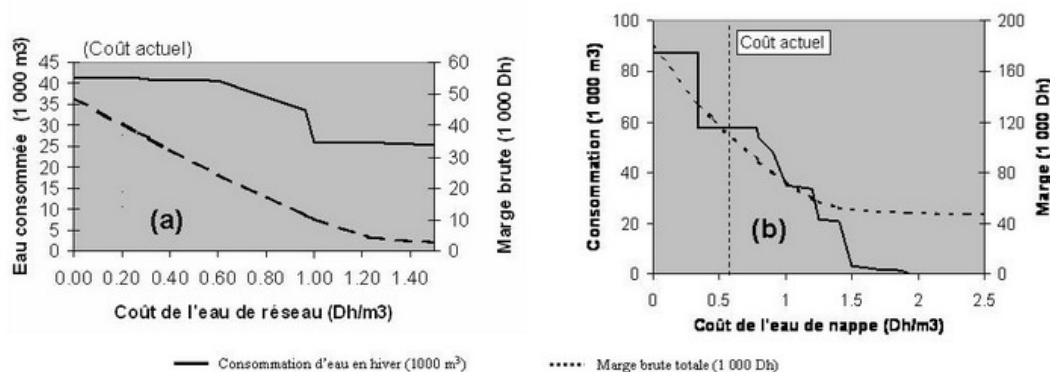 (Coût actuel)
Eau consommée (1 000 m3)
45
40
35
30
25
20
15
10
5
0
60
50
40
30
20
10
0
Marge brute (1 000 Dh)
(a)
0.00 0.20 0.40 0.60 0.80 1.00 1.20 1.40
Coût de l'eau de réseau (Dh/m3)
Consommation (1 000 m3)
100
80
60
40
20
0
Coût actuel
200
160
120
80
40
0
Marge (1 000 Dh)
(b)
0 0.5 1 1.5 2 2.5
Coût de l'eau de nappe (Dh/m3)
Consommation d'eau en hiver (1000 m³)
Marge brute totale (1 000 Dh)